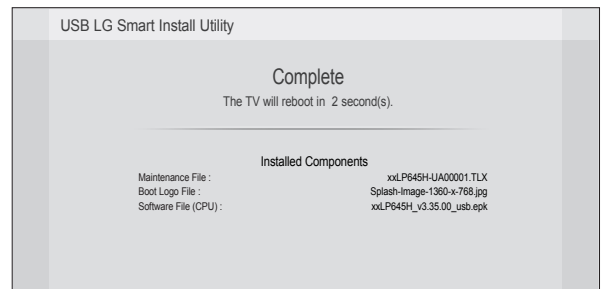 USB LG Smart Install Utility
Complete
The TV will reboot in 2 second(s).
Installed Components
Maintenance File : xxLP645H-UA00001.TLX
Boot Logo File : Splash-Image-1360-x-768.jpg
Software File (CPU) : xxLP645H_v3.35.00_usb.epk